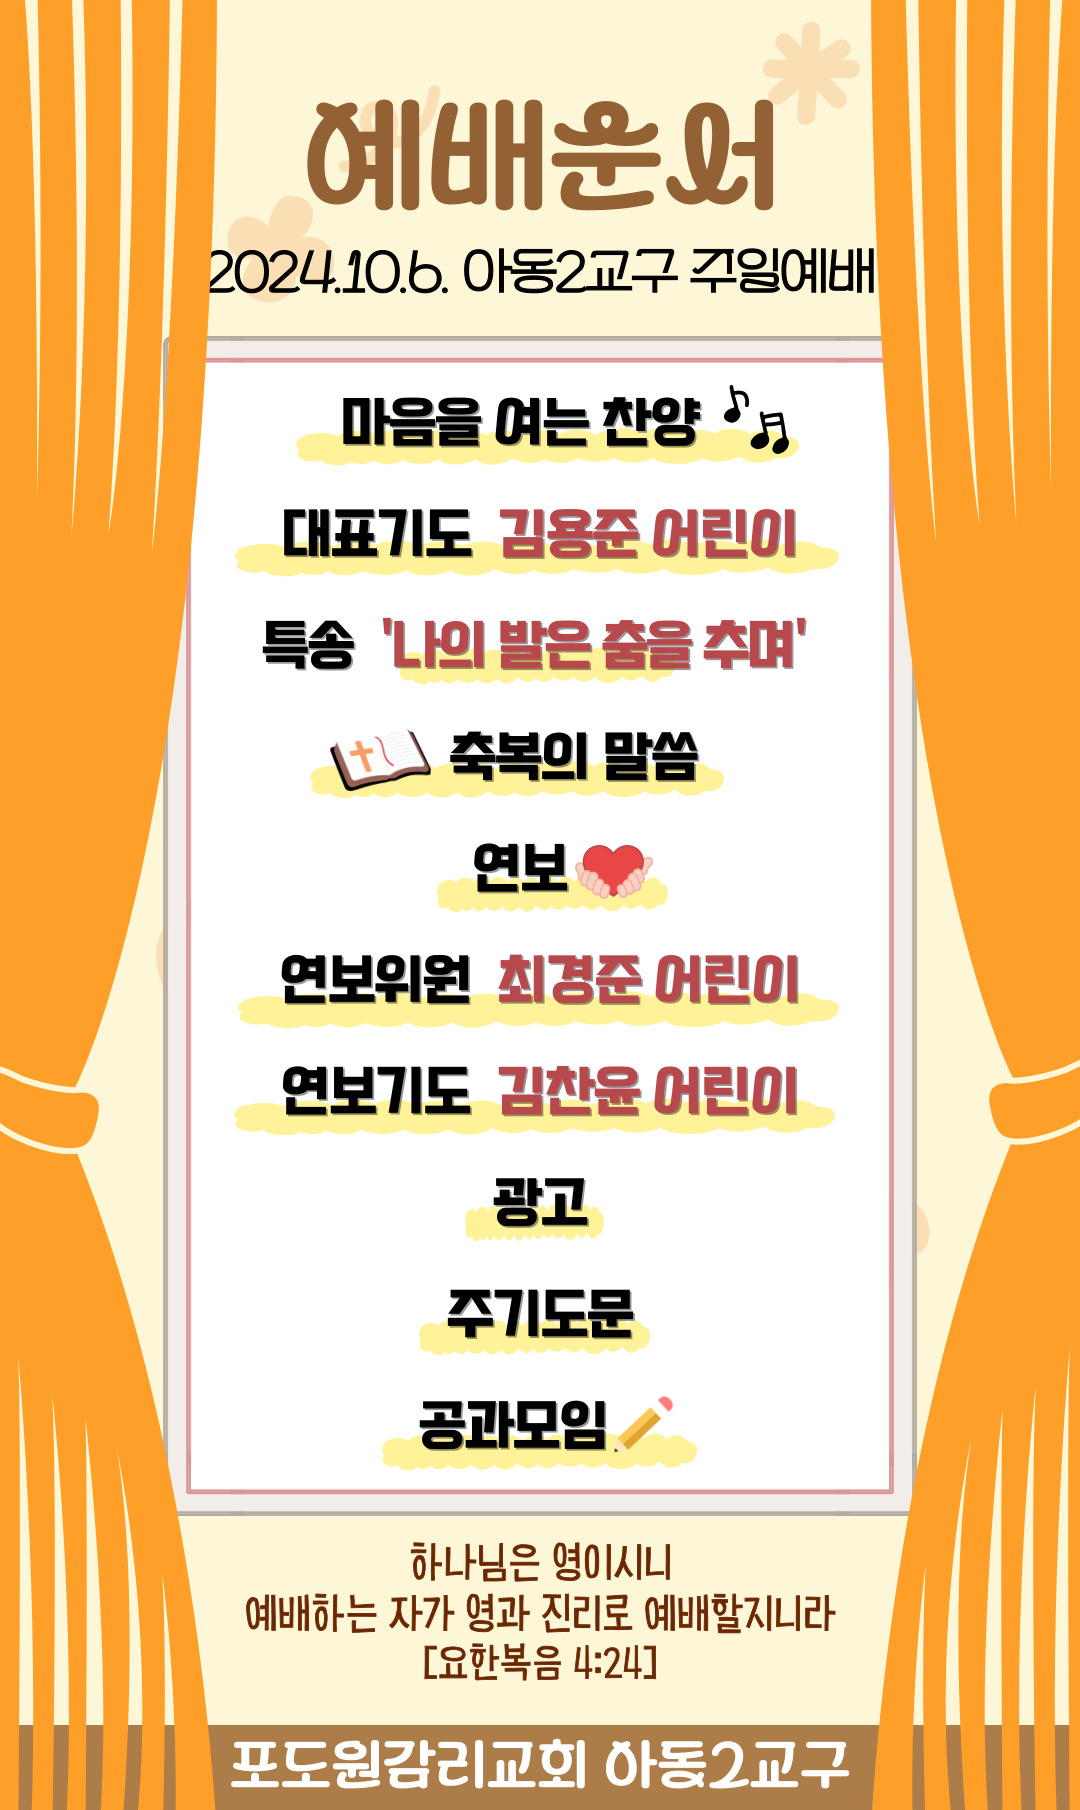 예배순서
2024.10.6. 아동2교구 주일예배
마음을 여는 찬양
대표기도 김용준 어린이
특송 '나의 발은 춤을 추며'
축복의 말씀
연보
연보위원 최경준 어린이
연보기도 김찬윤 어린이
광고
주기도문
공과모임
하나님은 영이시니
예배하는 자가 영과 진리로 예배할지니라
[요한복음 4:24]
포도원감리교회 아동2교구